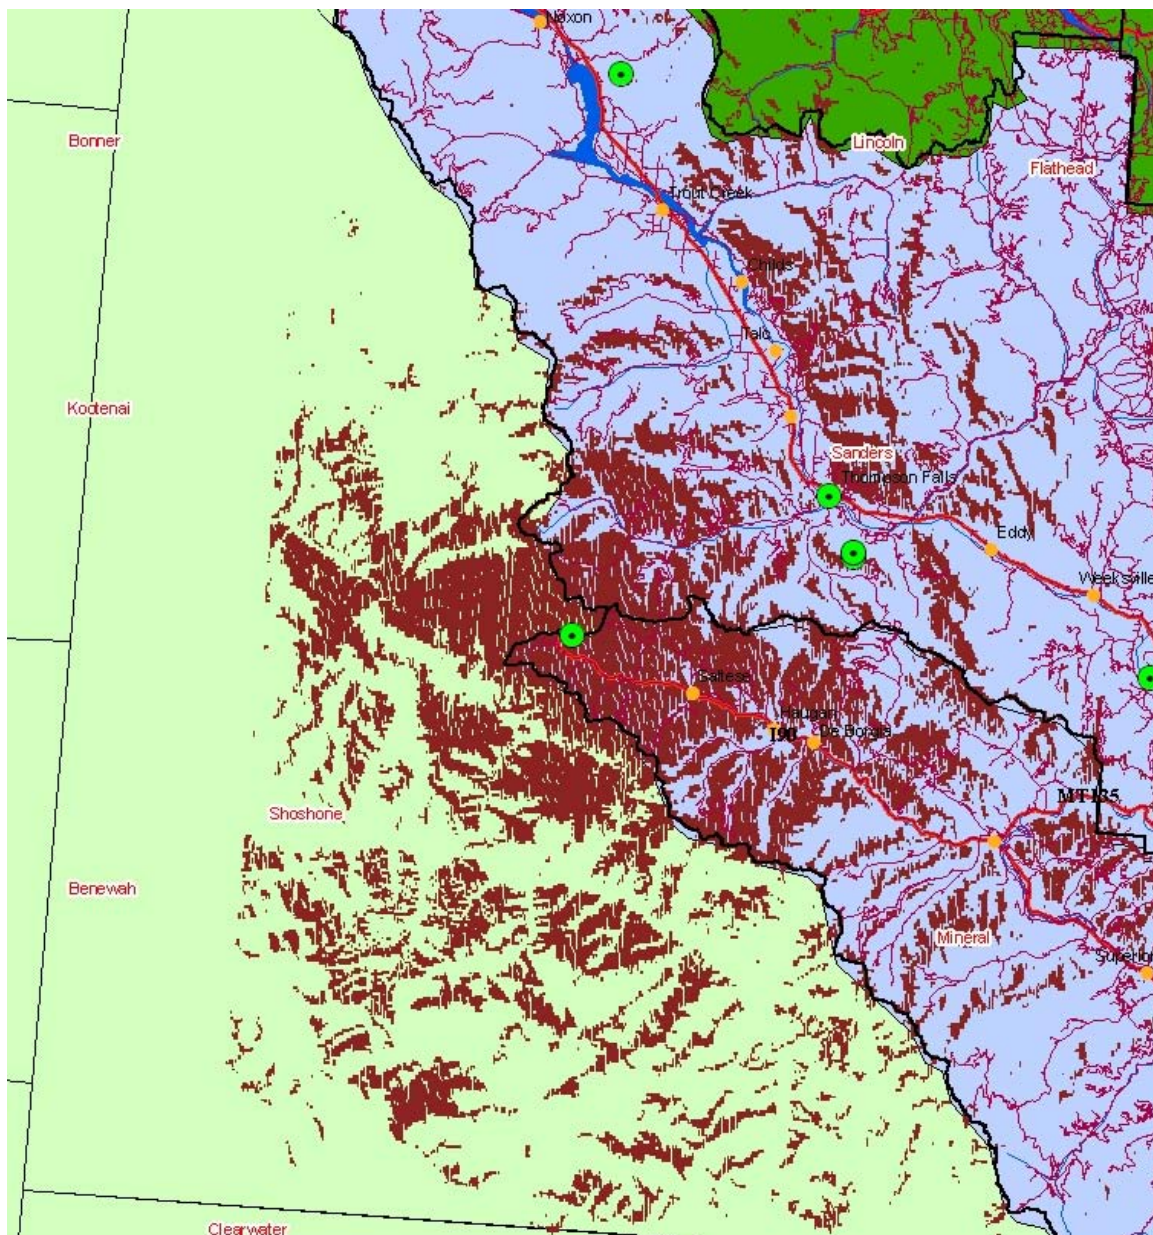 Noxon
Bonner
Lincoln
Flathead
Trout Creek
Childs
Talc
Kootenai
Sanders
Thompson Falls
Eddy
Weeksville
Saltese
Haugan
I90
De Borgia
MT135
Shoshone
Benewah
Mineral
Superior
Clearwater